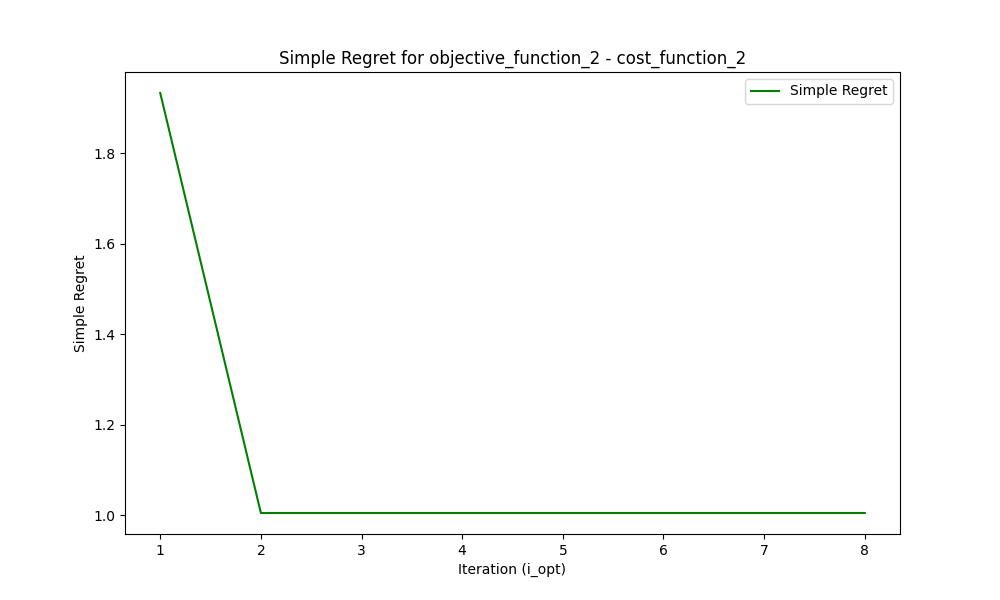 Simple Regret for objective_function_2 - cost_function_2
Simple Regret
1.8
1.6
1.4
1.2
1.0
Simple Regret
1 2 3 4 5 6 7 8
Iteration (i_opt)